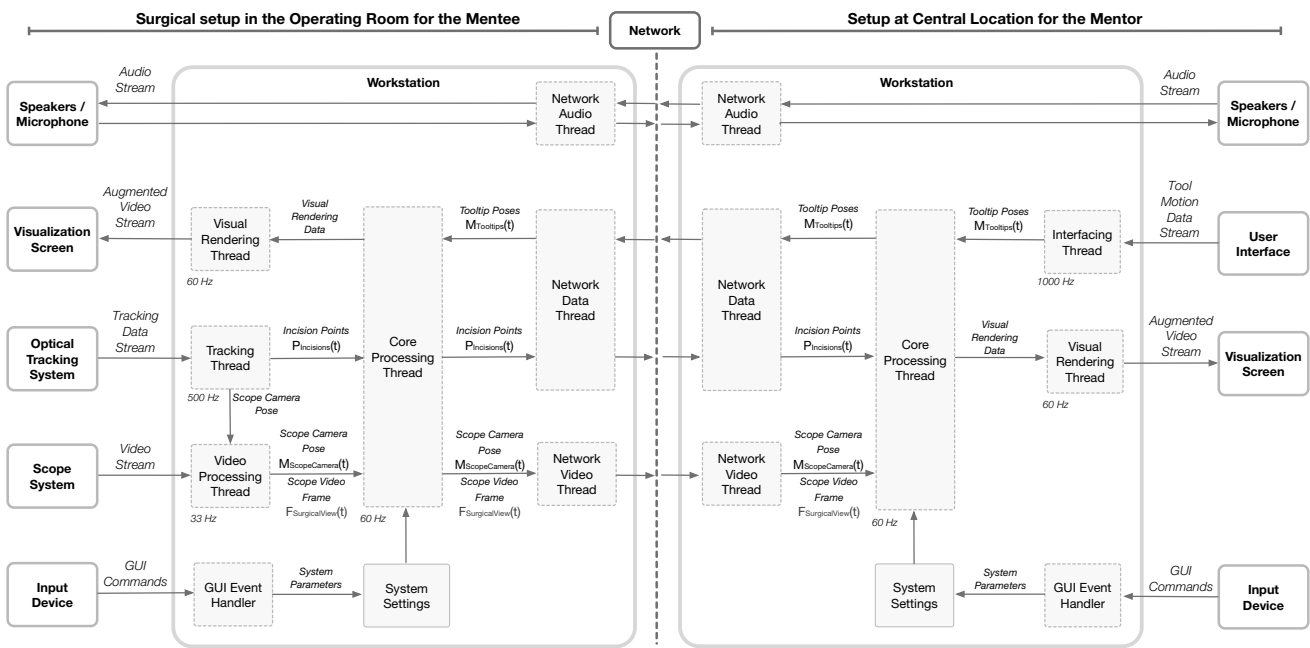 Surgical setup in the Operating Room for the Mentee
Network
Setup at Central Location for the Mentor
Workstation
Speakers /
Microphone
Audio
Stream
Network
Audio
Thread
Visualization
Screen
Augmented
Video
Stream
Visual
Rendering
Thread
60 Hz
Visual
Rendering
Data
Core
Processing
Thread
60 Hz
Tooltip Poses
MTooltips(t)
Network
Data
Thread
Optical
Tracking
System
Tracking
Data
Stream
Tracking
Thread
500 Hz
Incision Points
PIncisions(t)
Incision Points
PIncisions(t)
Scope Camera
Pose
Scope
System
Video
Stream
Video
Processing
Thread
33 Hz
Scope Camera
Pose
MScopeCamera(t)
Scope Video
Frame
FSurgicalView(t)
Scope Camera
Pose
MScopeCamera(t)
Scope Video
Frame
FSurgicalView(t)
Network
Video
Thread
Input
Device
GUI
Commands
GUI Event
Handler
System
Parameters
System
Settings
Workstation
Network
Audio
Thread
Audio
Stream
Speakers /
Microphone
Network
Data
Thread
Tooltip Poses
MTooltips(t)
Core
Processing
Thread
60 Hz
Tooltip Poses
MTooltips(t)
Interfacing
Thread
1000 Hz
Tool
Motion
Data
Stream
User
Interface
Incision Points
PIncisions(t)
Visual
Rendering
Data
Visual
Rendering
Thread
60 Hz
Augmented
Video
Stream
Visualization
Screen
Network
Video
Thread
Scope Camera
Pose
MScopeCamera(t)
Scope Video
Frame
FSurgicalView(t)
System
Settings
System
Parameters
GUI Event
Handler
GUI
Commands
Input
Device